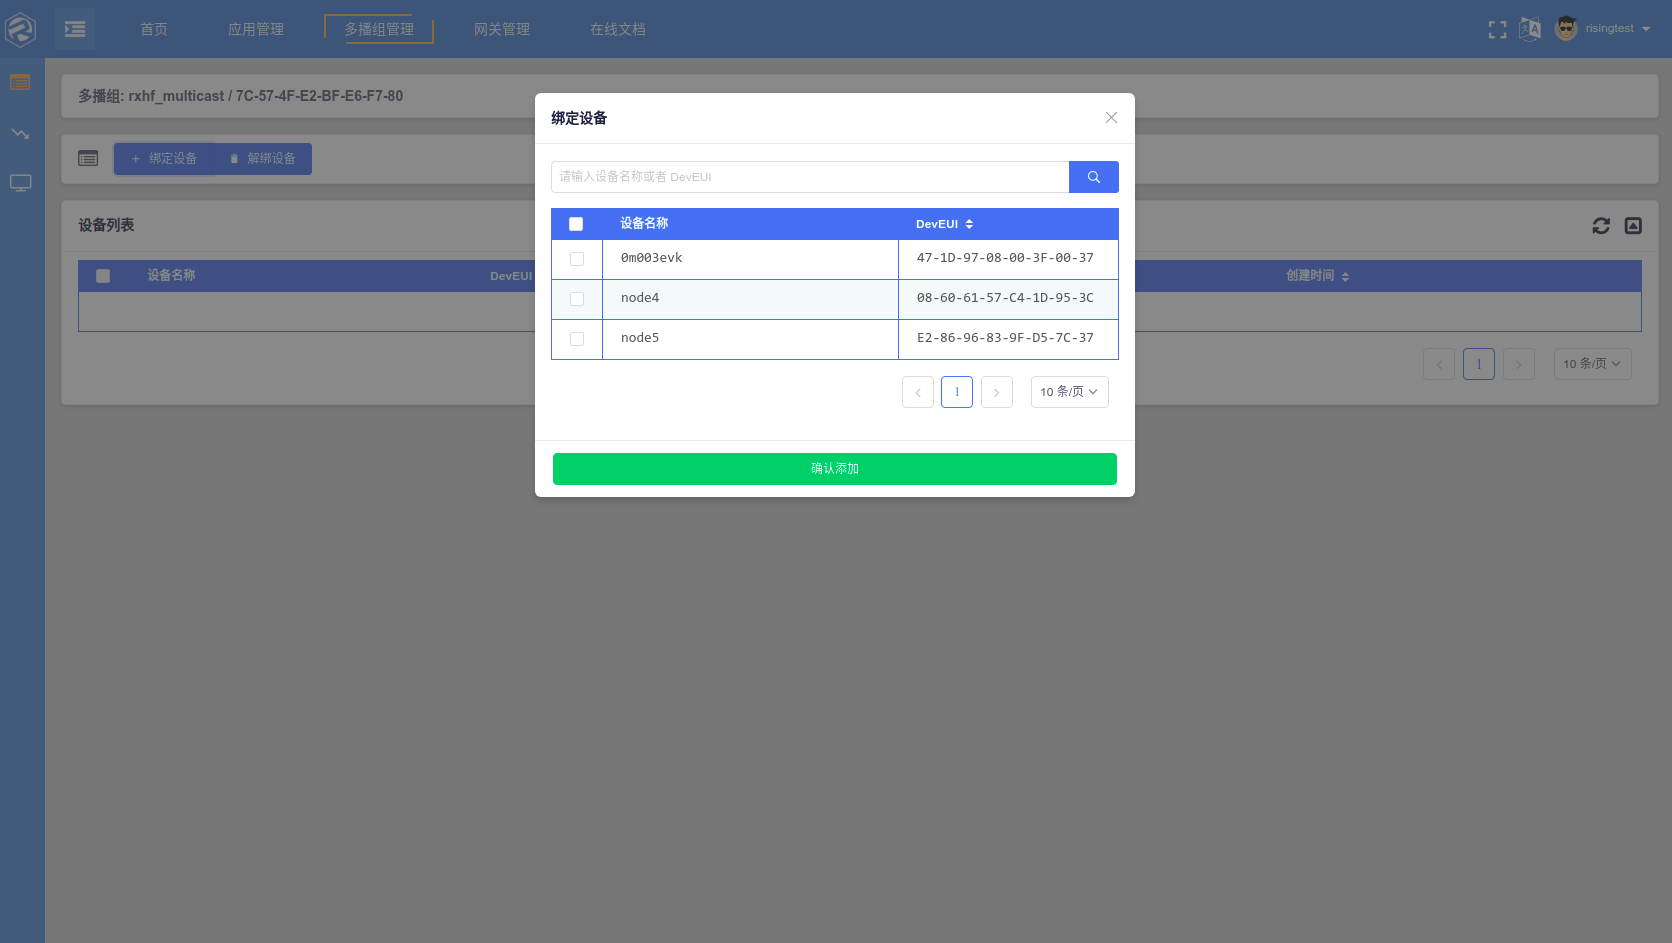 首页 应用管理 多播组管理 网关管理 在线文档 risingtest
多播组: rxhf_multicast / 7C-57-4F-E2-BF-E6-F7-80
+ 绑定设备 解绑设备
设备列表
设备名称 DevEUI 创建时间
< 1 > 10 条/页
绑定设备
请输入设备名称或者 DevEUI
设备名称 DevEUI
0m003evk 47-1D-97-08-00-3F-00-37
node4 08-60-61-57-C4-1D-95-3C
node5 E2-86-96-83-9F-D5-7C-37
< 1 > 10 条/页
确认添加